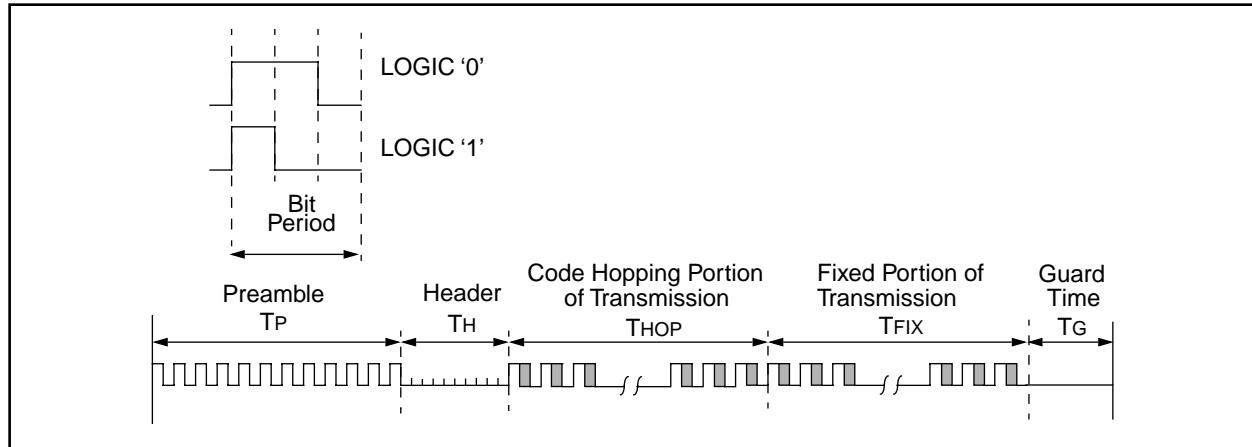 LOGIC ‘0’
LOGIC ‘1’
Bit
Period
Preamble
TP
Header
TH
Code Hopping Portion
of Transmission
THOP
Fixed Portion of
Transmission
TFIX
Guard
Time
TG